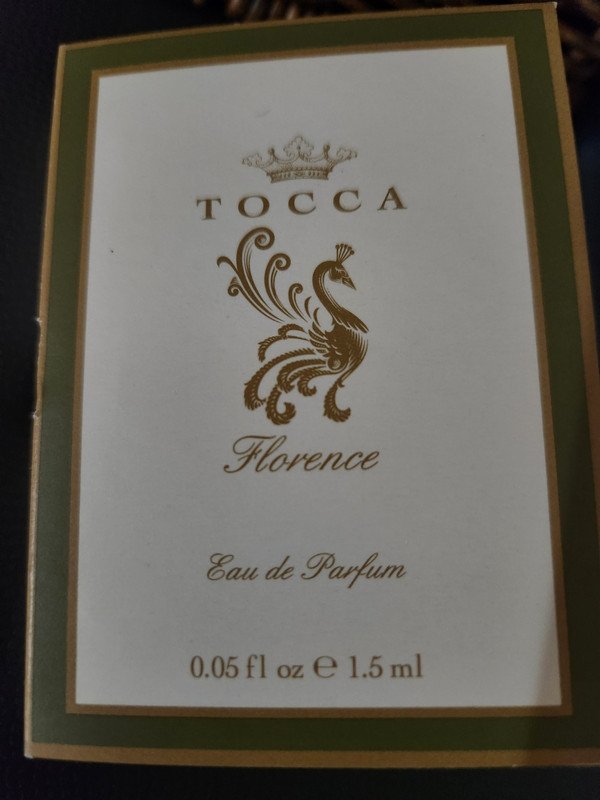 TOCCA
Florence
Eau de Parfum
0.05 fl oz ℮ 1.5 ml